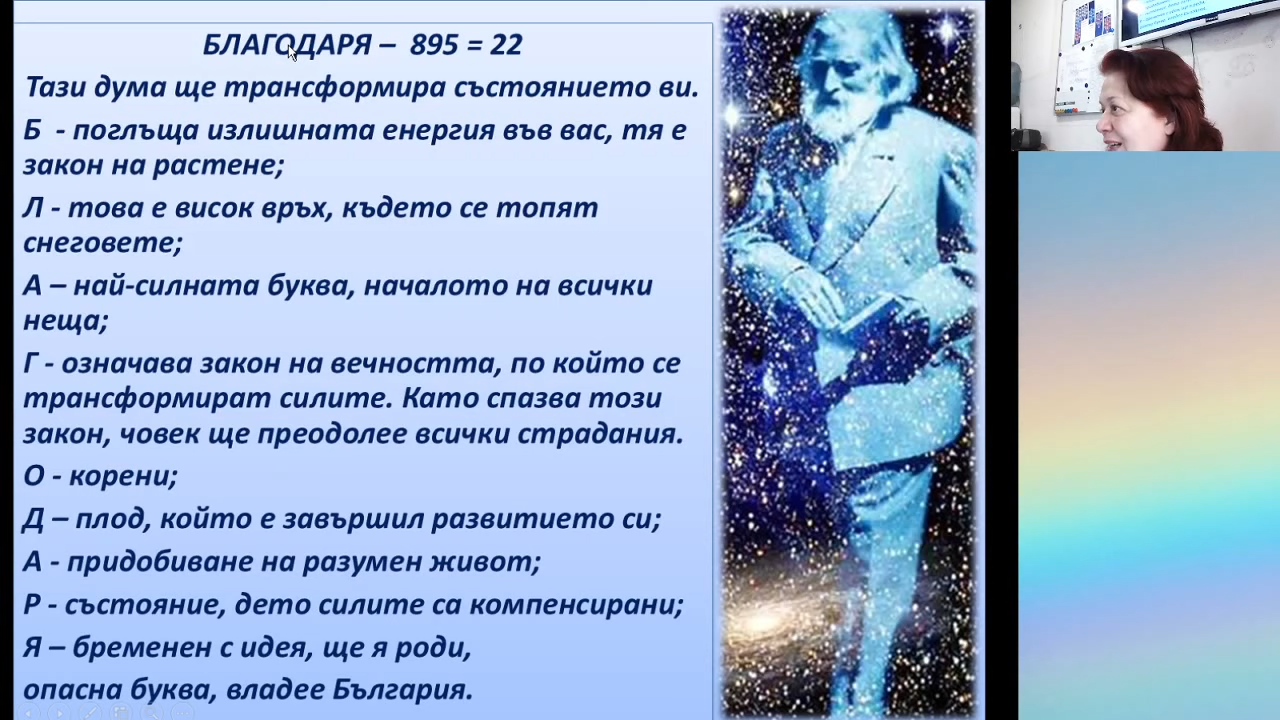 БЛАГОДАРЯ – 895 = 22
Тази дума ще трансформира състоянието ви.
Б - поглъща излишната енергия във вас, тя е
закон на растене;
Л - това е висок връх, където се топят
снеговете;
А – най-силната буква, началото на всички
неща;
Г - означава закон на вечността, по който се
трансформират силите. Като спазва този
закон, човек ще преодолее всички страдания.
О - корени;
Д – плод, който е завършил развитието си;
А - придобиване на разумен живот;
Р - състояние, дето силите са компенсирани;
Я – бременен с идея, ще я роди,
опасна буква, владее България.